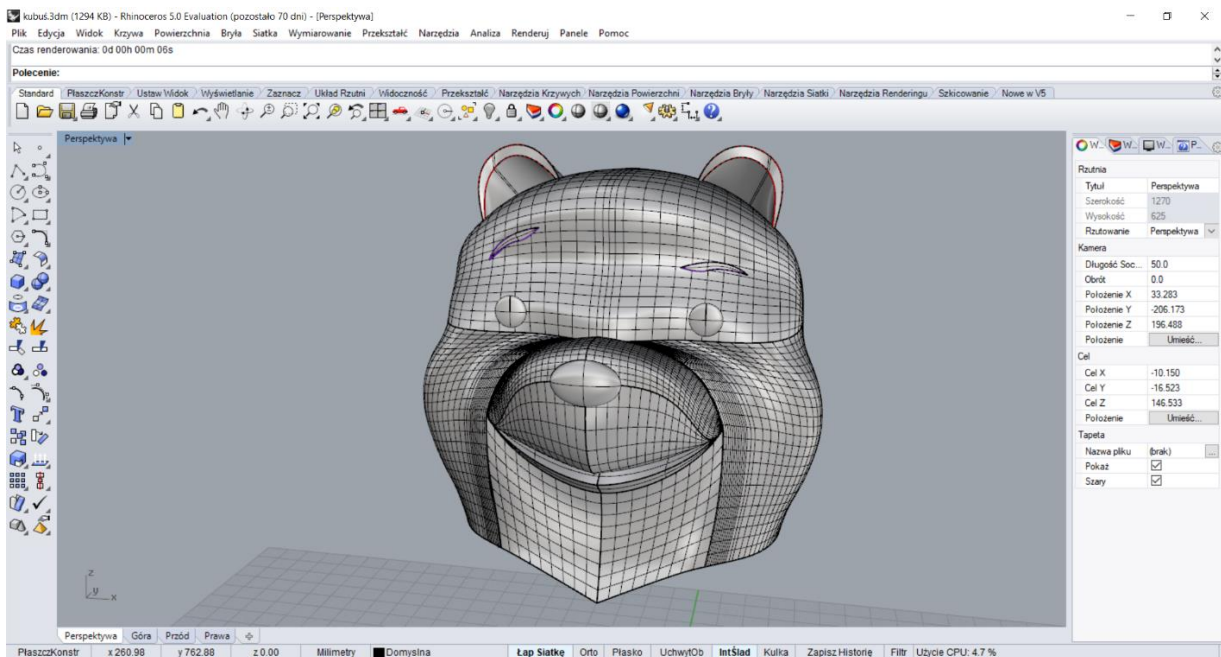 kubuś.3dm (1294 KB) - Rhinoceros 5.0 Evaluation (pozostało 70 dni) - [Perspektywa]
Plik Edycja Widok Krzywa Powierzchnia Bryła Siatka Wymiarowanie Przekształć Narzędzia Analiza Renderuj Panele Pomoc
Czas renderowania: 0d 00h 00m 06s
Polecenie:
Standard PłaszczKonstr Ustaw Widok Wyświetlanie Zaznacz Układ Rzutni Widoczność Przekształć Narzędzia Krzywych Narzędzia Powierzchni Narzędzia Bryły Narzędzia Siatki Narzędzia Renderingu Szkicowanie Nowe w V5
Perspektywa
W... W... W... P...
Rzutnia
Tytuł Perspektywa
Szerokość 1270
Wysokość 625
Rzutowanie Perspektywa
Kamera
Długość Soc... 50.0
Obrót 0.0
Położenie X 33.283
Położenie Y -206.173
Położenie Z 196.488
Położenie Umieść...
Cel
Cel X -10.150
Cel Y -16.523
Cel Z 146.533
Położenie Umieść...
Tapeta
Nazwa pliku (brak) ...
Pokaż
Szary
z
y x
Perspektywa Góra Przód Prawa
PłaszczKonstr x 260.98 y 762.88 z 0.00 Milimetry Domyślna Łap Siatkę Orto Płasko UchwytOb IntŚlad Kulka Zapisz Historię Filtr Użycie CPU: 4.7 %